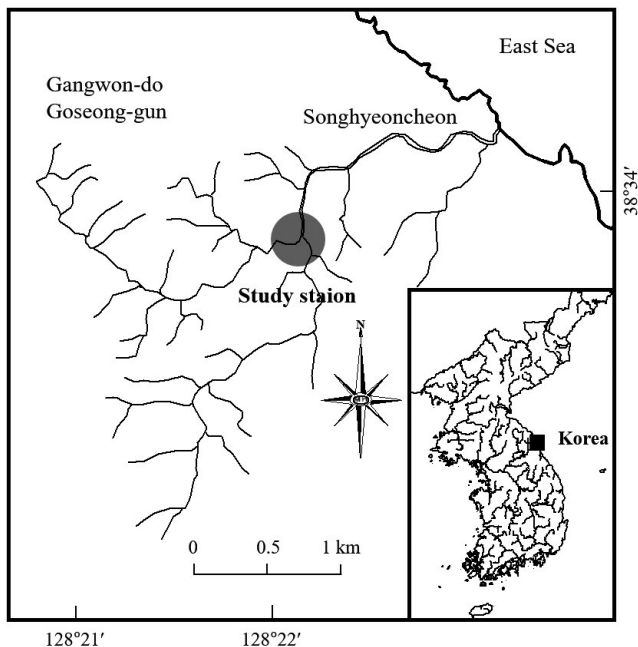 East Sea
Gangwon-do
Goseong-gun
Songhyeoncheon
38°34′
Study staion
N
Korea
0 0.5 1 km
128°21′ 128°22′